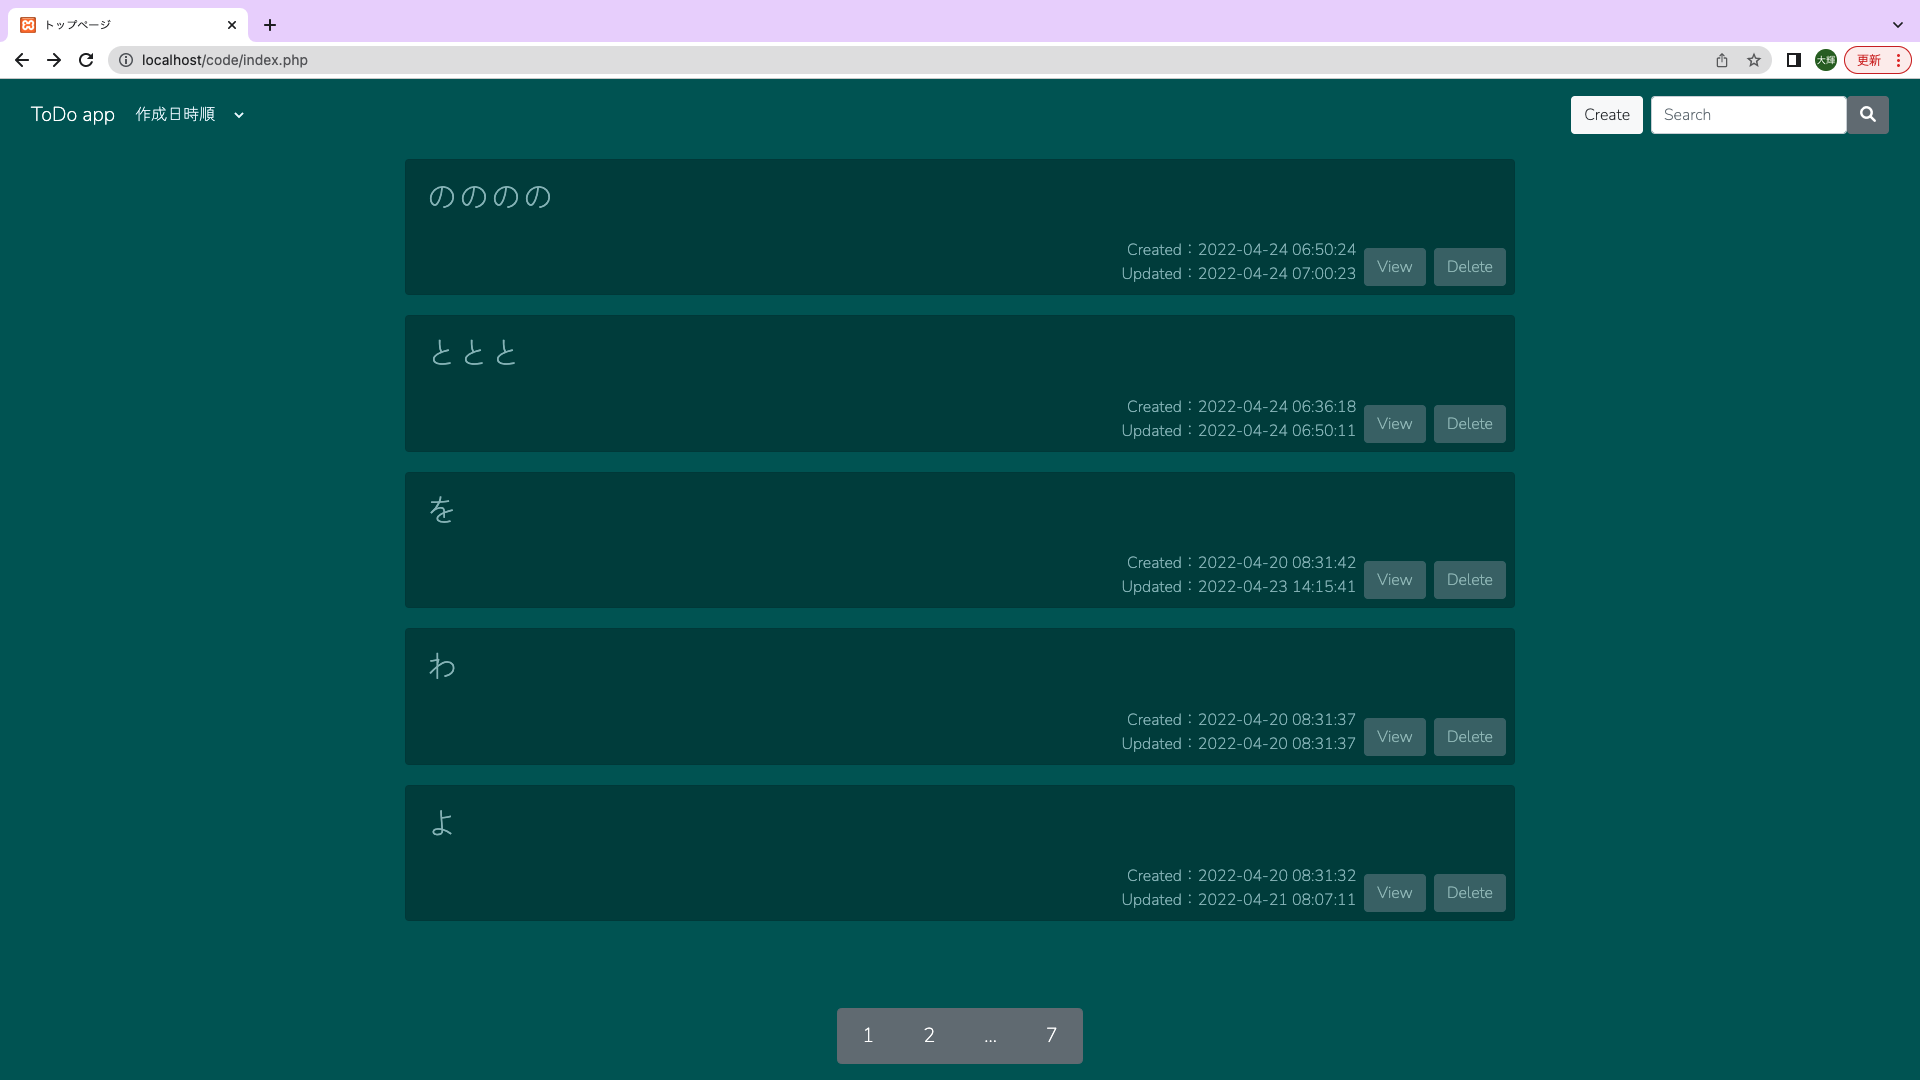 トップページ
localhost/code/index.php
大輝
更新
ToDo app 作成日時順
Create
Search
のののの
Created：2022-04-24 06:50:24
Updated：2022-04-24 07:00:23
View
Delete
ととと
Created：2022-04-24 06:36:18
Updated：2022-04-24 06:50:11
View
Delete
を
Created：2022-04-20 08:31:42
Updated：2022-04-23 14:15:41
View
Delete
わ
Created：2022-04-20 08:31:37
Updated：2022-04-20 08:31:37
View
Delete
よ
Created：2022-04-20 08:31:32
Updated：2022-04-21 08:07:11
View
Delete
1 2 ... 7